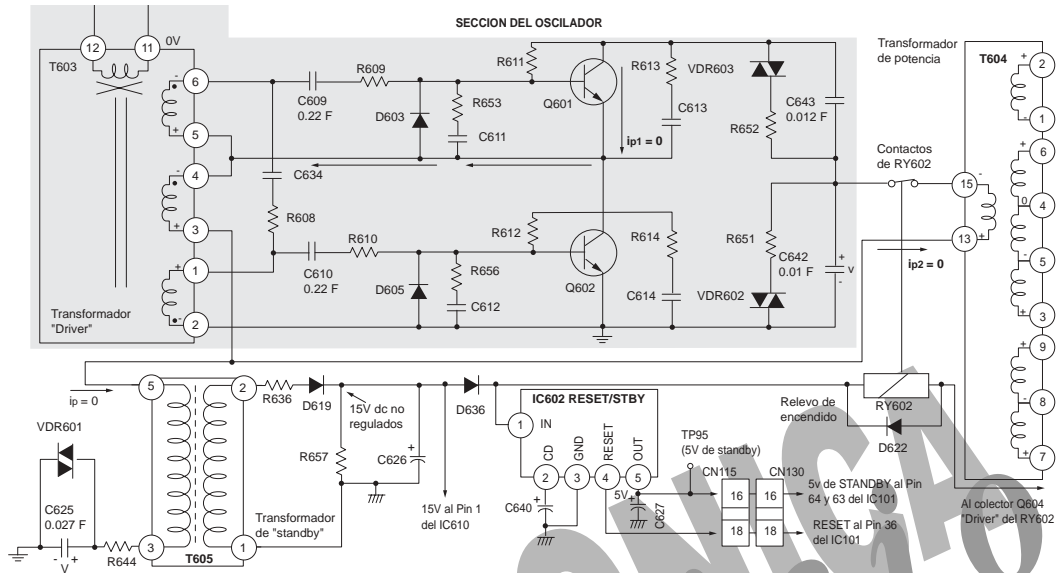 SECCION DEL OSCILADOR
12
11
0V
T603
6
5
4
3
1
2
Transformador
"Driver"
C609
0.22 F
R609
D603
R653
C611
R611
Q601
ip1 = 0
R613
C613
VDR603
R652
C643
0.012 F
C634
R608
C610
0.22 F
R610
D605
R656
C612
R612
Q602
R614
C614
R651
VDR602
C642
0.01 F
+
v
-
Transformador
de potencia
T604
Contactos
de RY602
15
13
ip2 = 0
2
1
6
0
4
5
3
9
8
7
ip = 0
5
2
3
1
T605
VDR601
C625
0.027 F
- V +
R644
Transformador
de "standby"
R636
D619
15V dc no
regulados
R657
C626
D636
15V al Pin 1
del IC610
IC602 RESET/STBY
1
IN
CD
GND
RESET
OUT
2
3
4
5
C640
5V
C627
TP95
(5V de standby)
CN115
CN130
16
16
18
18
5v de STANDBY al Pin
64 y 63 del IC101
RESET al Pin 36
del IC101
Relevo de
encendido
RY602
D622
Al colector Q604
"Driver" del RY602